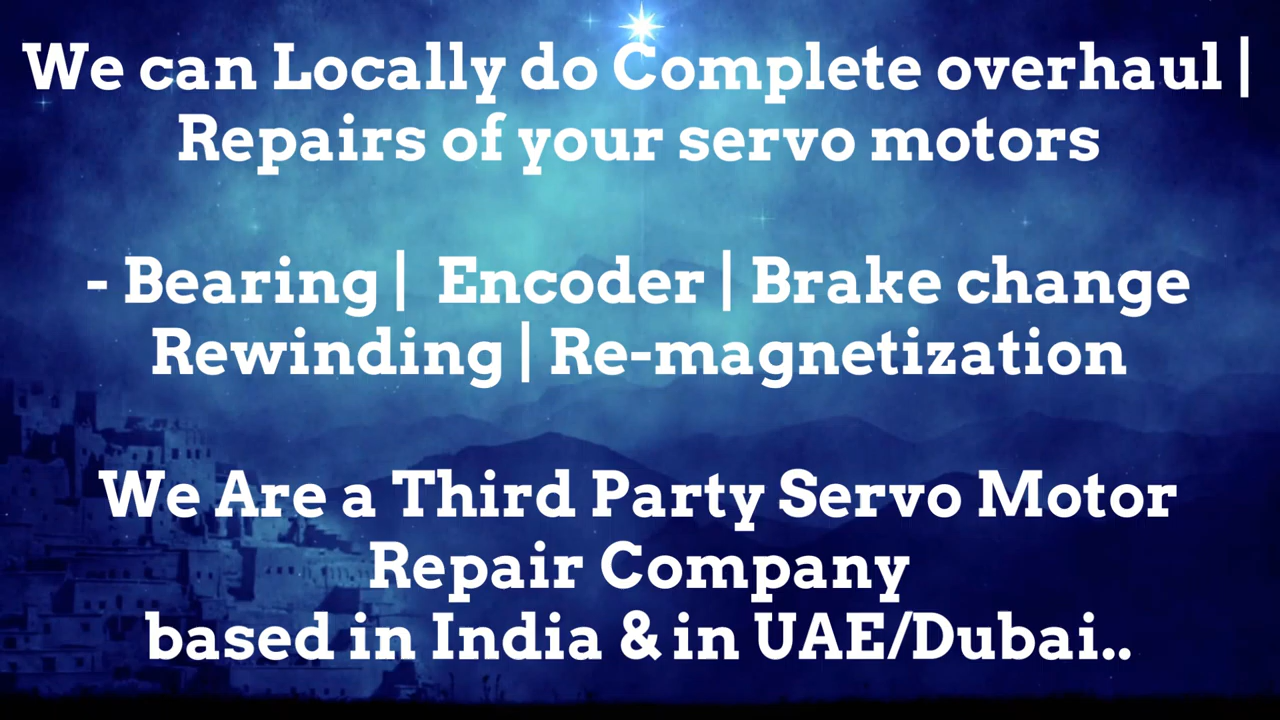 We can Locally do Complete overhaul |
Repairs of your servo motors
- Bearing | Encoder | Brake change
Rewinding | Re-magnetization
We Are a Third Party Servo Motor
Repair Company
based in India & in UAE/Dubai..